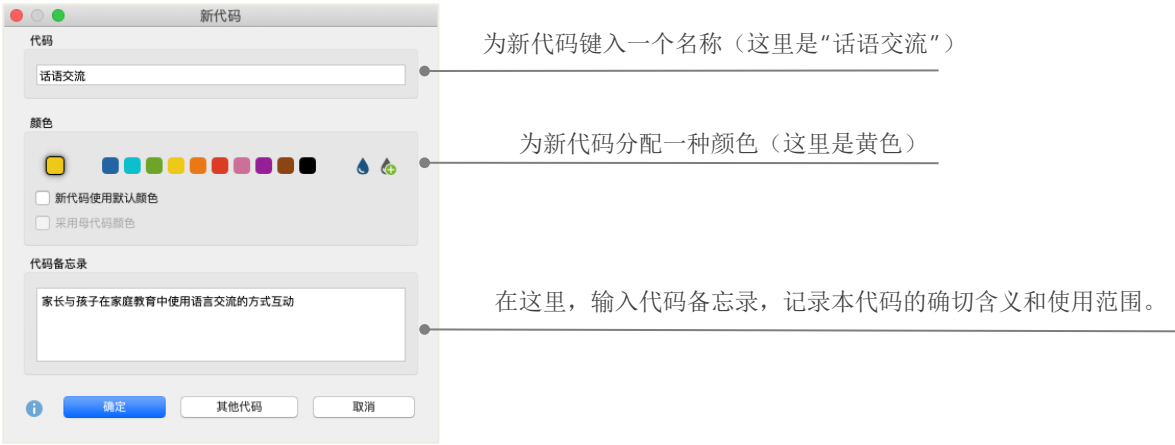 新代码
代码
话语交流
为新代码键入一个名称（这里是"话语交流"）
颜色
为新代码分配一种颜色（这里是黄色）
新代码使用默认颜色
采用母代码颜色
代码备忘录
家长与孩子在家庭教育中使用语言交流的方式互动
在这里，输入代码备忘录，记录本代码的确切含义和使用范围。
确定
其他代码
取消